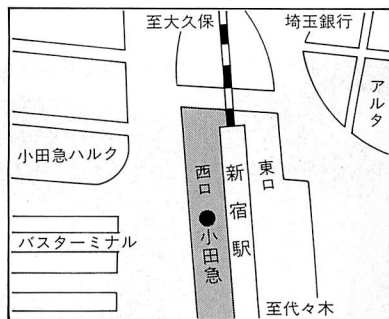 至大久保
埼玉銀行
アルタ
小田急ハルク
西口
新宿駅
東口
小田急
バスターミナル
至代々木